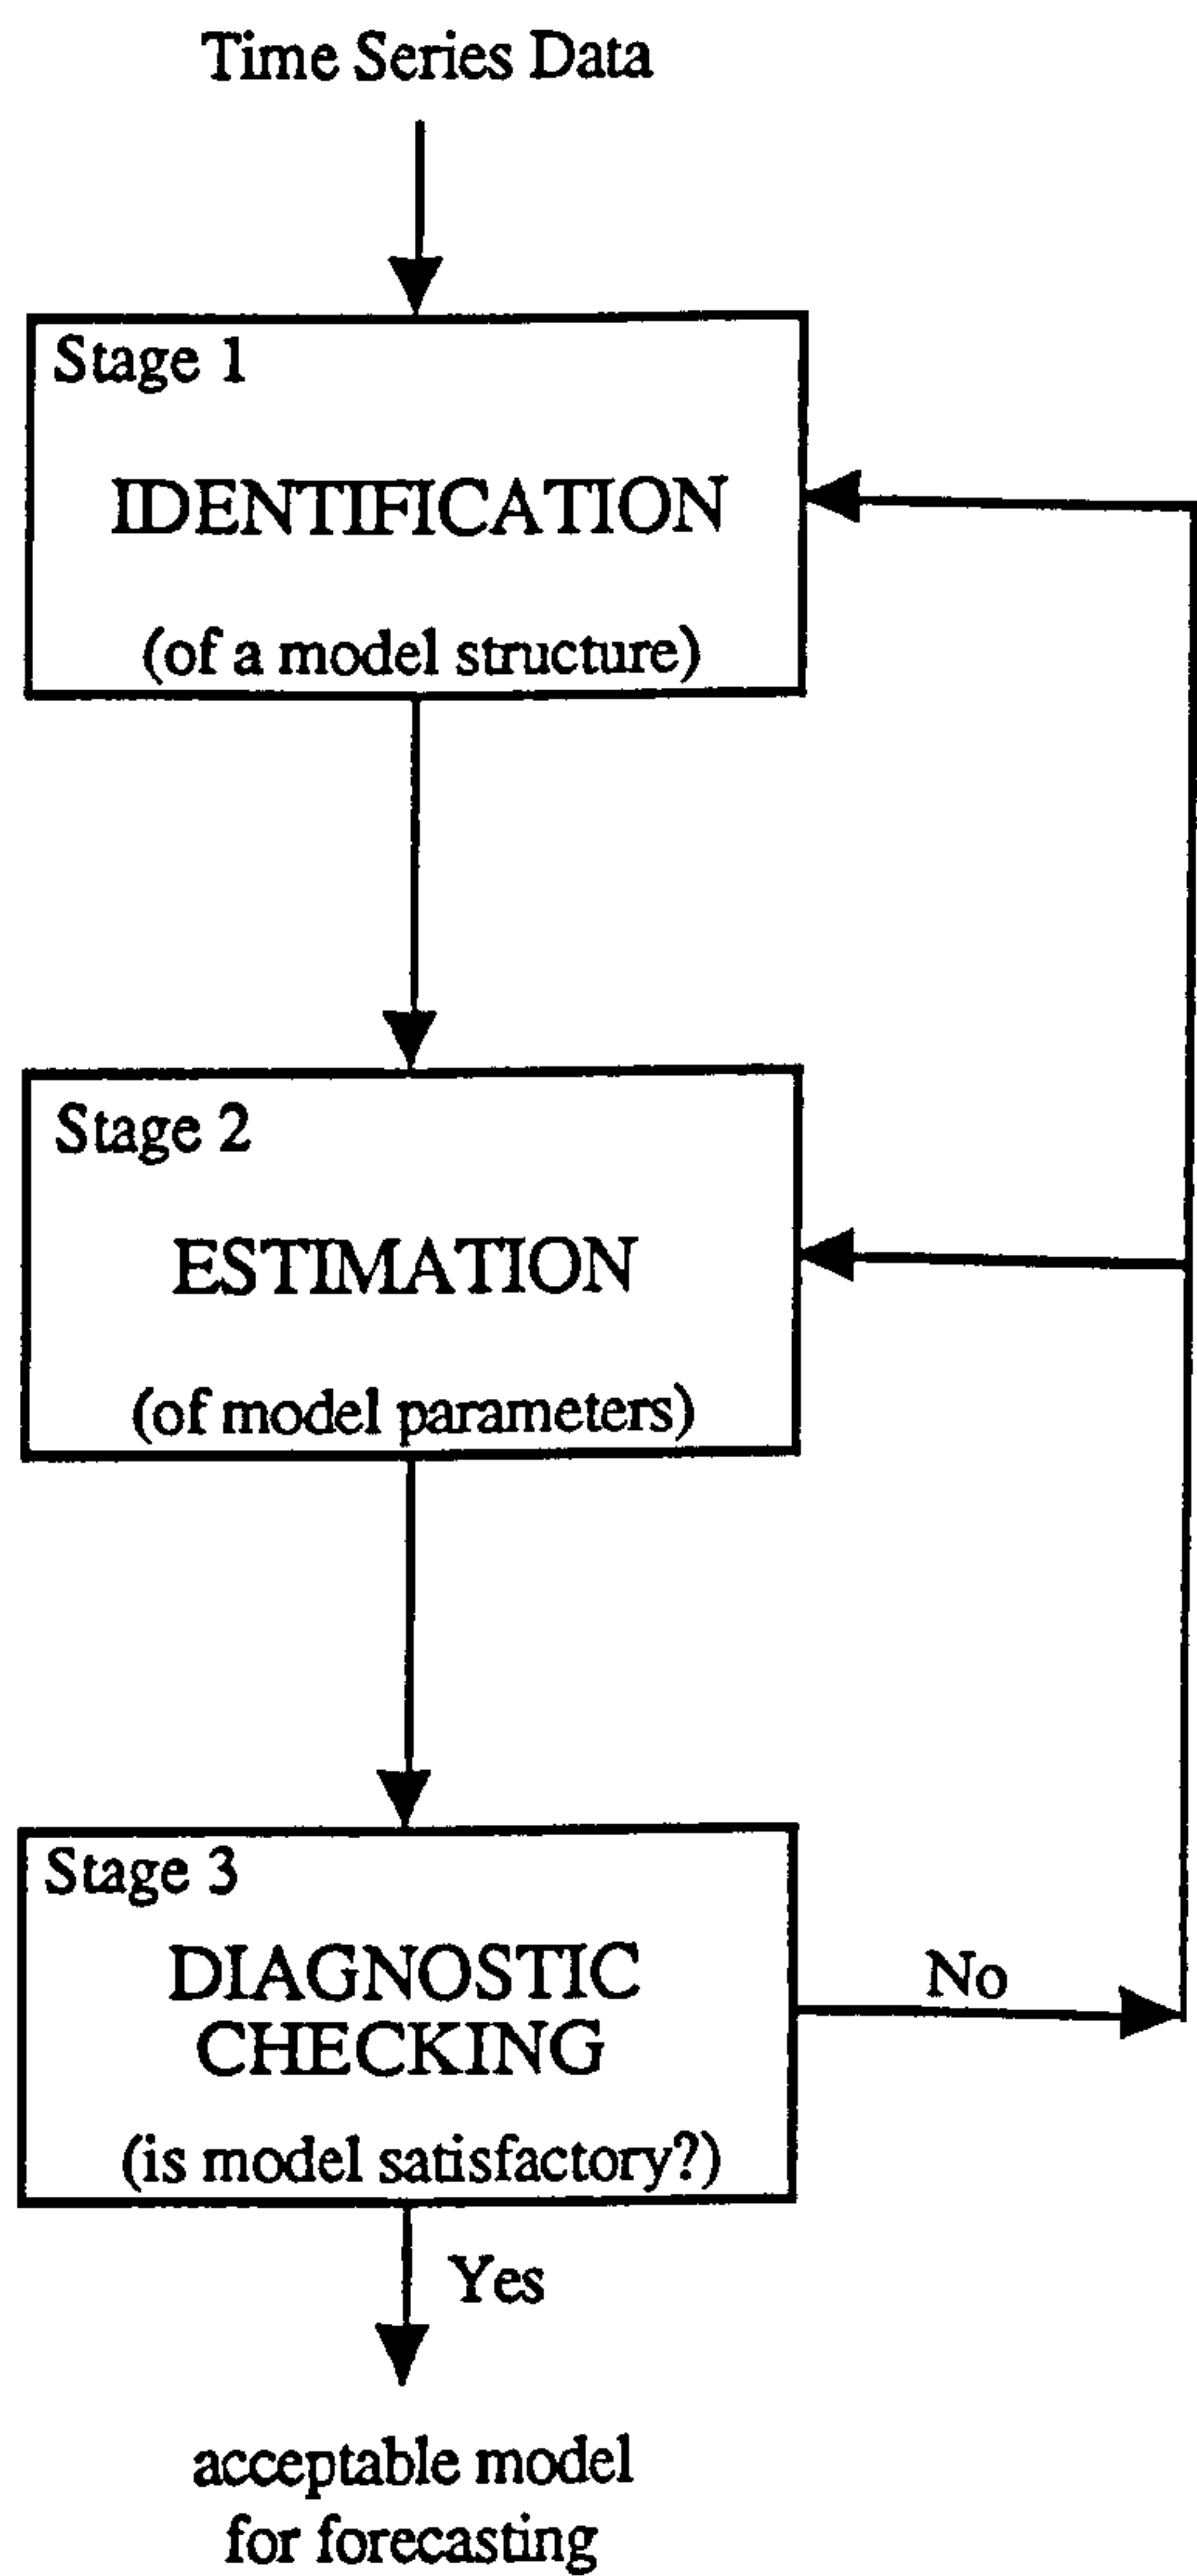 Time Series Data
Stage 1
IDENTIFICATION
(of a model structure)
Stage 2
ESTIMATION
(of model parameters)
Stage 3
DIAGNOSTIC
CHECKING
(is model satisfactory?)
No
Yes
acceptable model
for forecasting